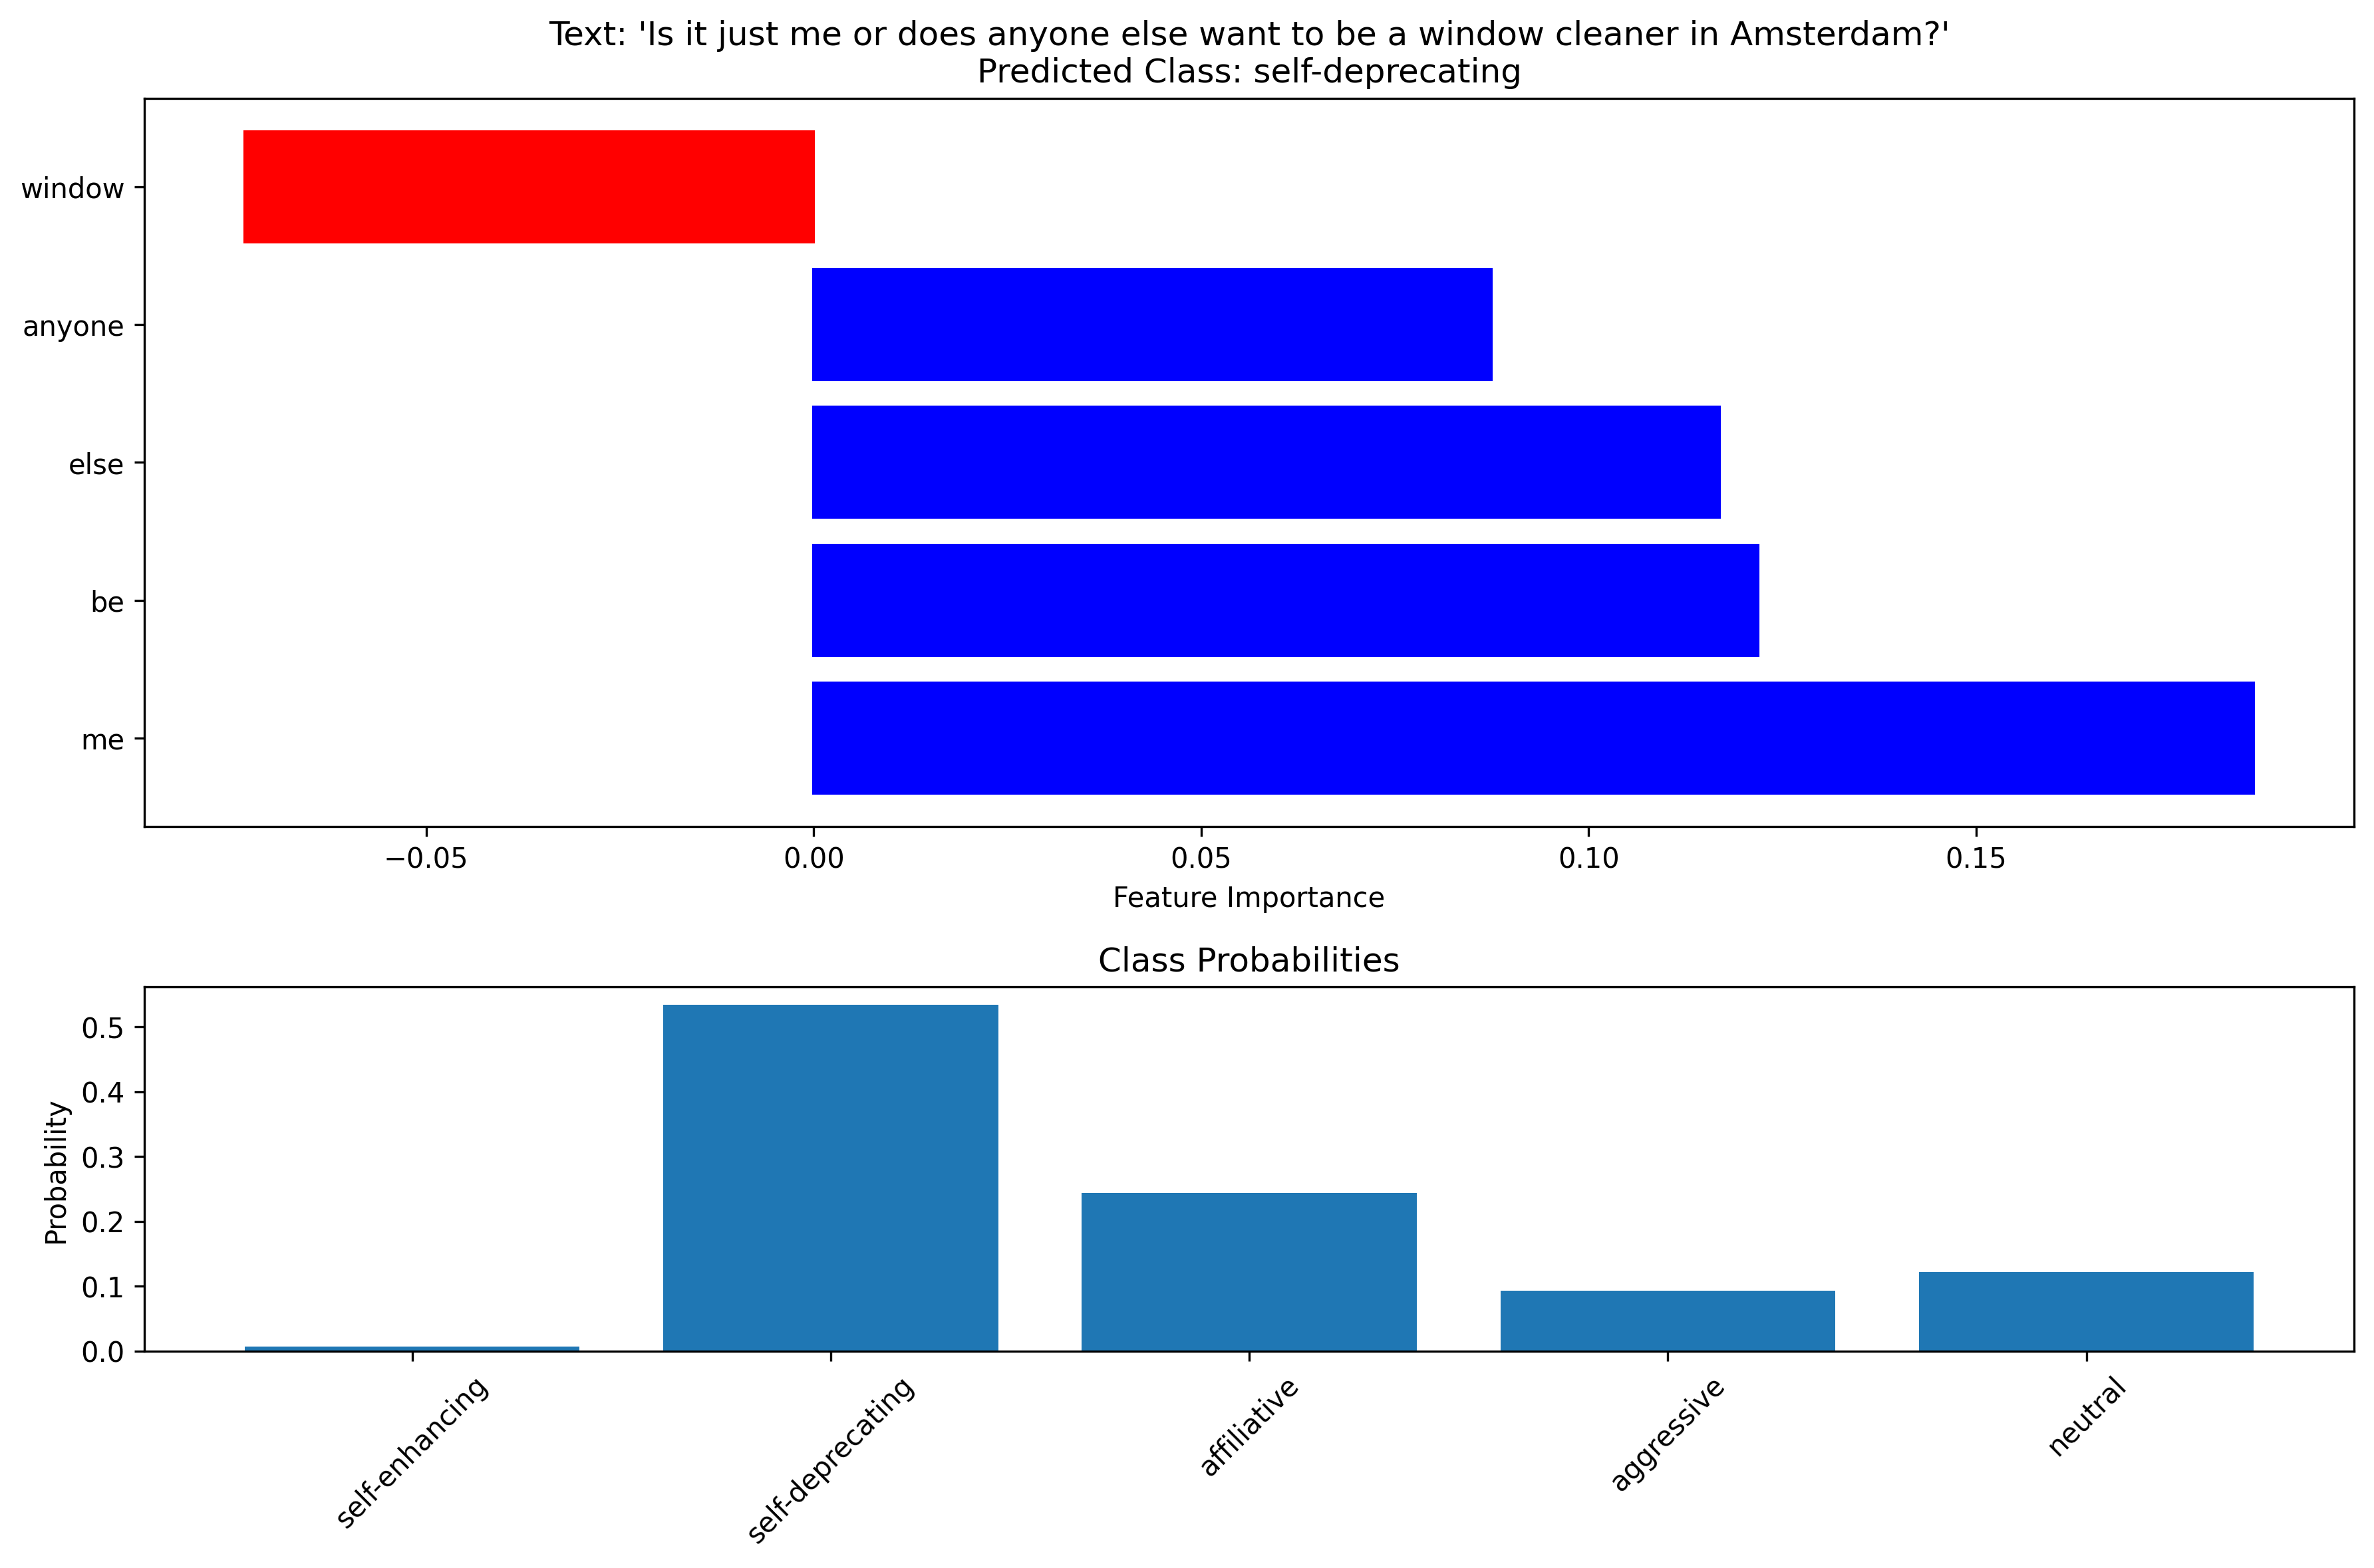 Text: 'Is it just me or does anyone else want to be a window cleaner in Amsterdam?'
Predicted Class: self-deprecating
window
anyone
else
be
me
−0.05
0.00
0.05
0.10
0.15
Feature Importance
Class Probabilities
Probability
0.5
0.4
0.3
0.2
0.1
0.0
self-enhancing
self-deprecating
affiliative
aggressive
neutral